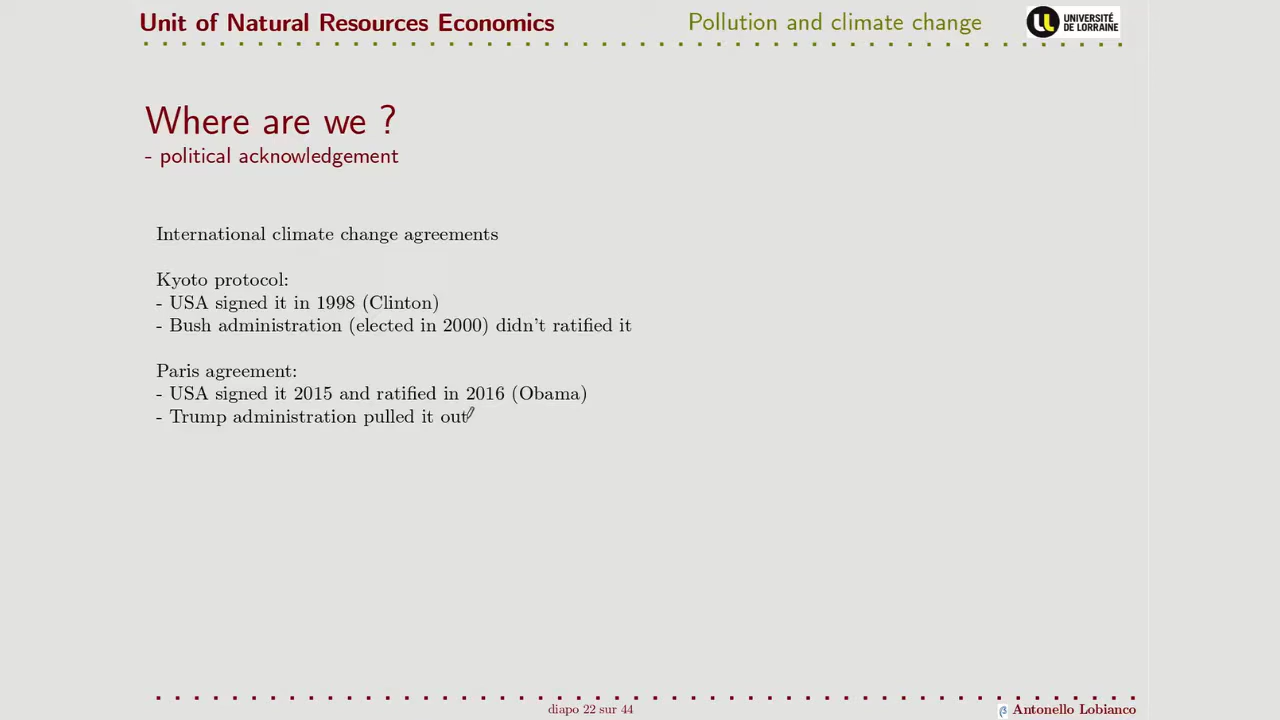 Unit of Natural Resources Economics
Pollution and climate change
UNIVERSITÉ
DE LORRAINE
Where are we ?
- political acknowledgement
International climate change agreements
Kyoto protocol:
- USA signed it in 1998 (Clinton)
- Bush administration (elected in 2000) didn't ratified it
Paris agreement:
- USA signed it 2015 and ratified in 2016 (Obama)
- Trump administration pulled it out
diapo 22 sur 44
Antonello Lobianco